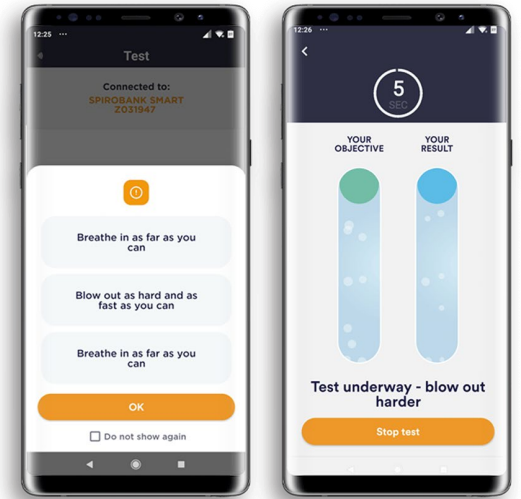 12:25 ...
Test
Connected to:
SPIROBANK SMART
Z031947
Breathe in as far as you
can
Blow out as hard and as
fast as you can
Breathe in as far as you
can
OK
Do not show again
12:26 ...
5
SEC
YOUR
OBJECTIVE
YOUR
RESULT
Test underway - blow out
harder
Stop test